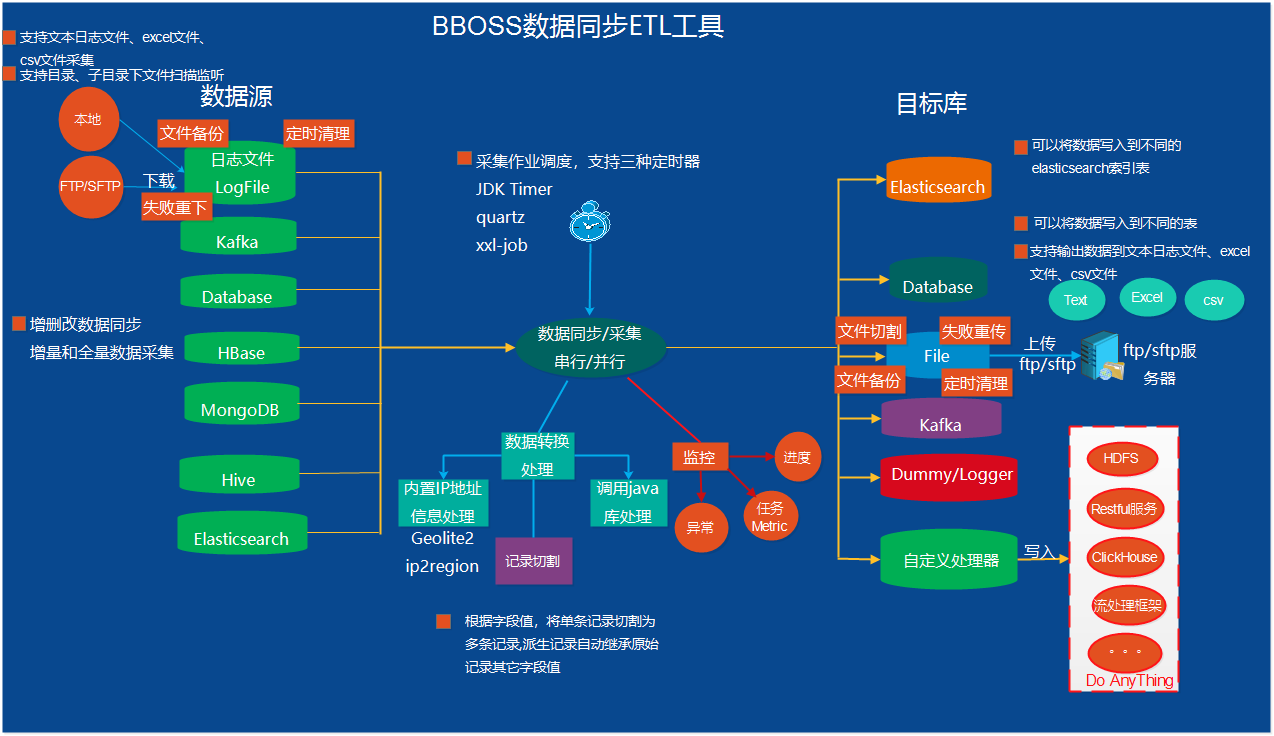 BBOSS数据同步ETL工具
支持文本日志文件、excel文件、
csv文件采集
支持目录、子目录下文件扫描监听
数据源
本地
文件备份
定时清理
日志文件
LogFile
FTP/SFTP
下载
失败重下
Kafka
Database
增删改数据同步
增量和全量数据采集
HBase
MongoDB
Hive
Elasticsearch
采集作业调度，支持三种定时器
JDK Timer
quartz
xxl-job
数据同步/采集
串行/并行
数据转换
处理
内置IP地址
信息处理
Geolite2
ip2region
调用java
库处理
记录切割
根据字段值，将单条记录切割为
多条记录,派生记录自动继承原始
记录其它字段值
监控
进度
异常
任务
Metric
目标库
Elasticsearch
可以将数据写入到不同的
elasticsearch索引表
可以将数据写入到不同的表
支持输出数据到文本日志文件、excel
文件、csv文件
Database
Text
Excel
csv
文件切割
失败重传
File
文件备份
定时清理
上传
ftp/sftp
ftp/sftp服
务器
Kafka
Dummy/Logger
自定义处理器
写入
HDFS
Restful服务
ClickHouse
流处理框架
。。。
Do AnyThing